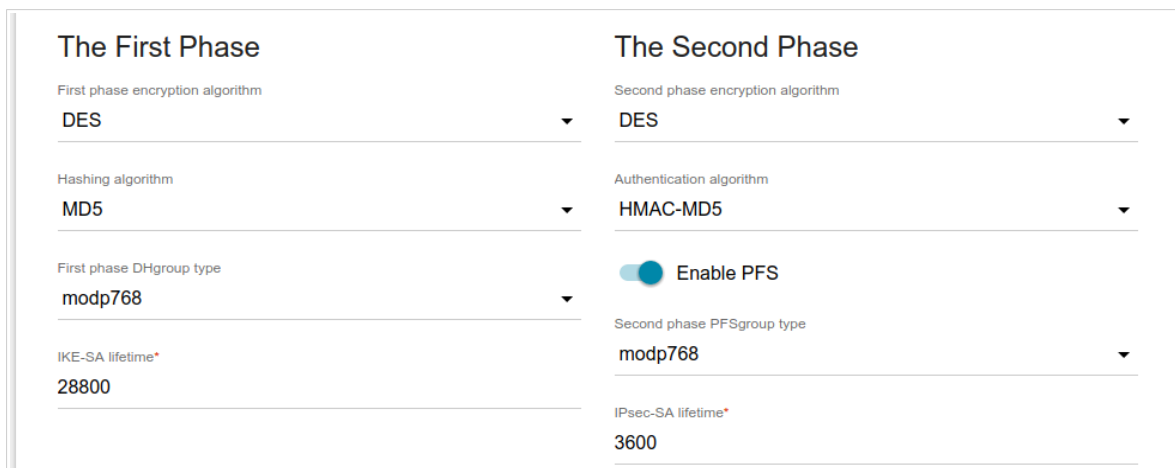 The First Phase
First phase encryption algorithm
DES
Hashing algorithm
MD5
First phase DHgroup type
modp768
IKE-SA lifetime*
28800
The Second Phase
Second phase encryption algorithm
DES
Authentication algorithm
HMAC-MD5
Enable PFS
Second phase PFSgroup type
modp768
IPsec-SA lifetime*
3600